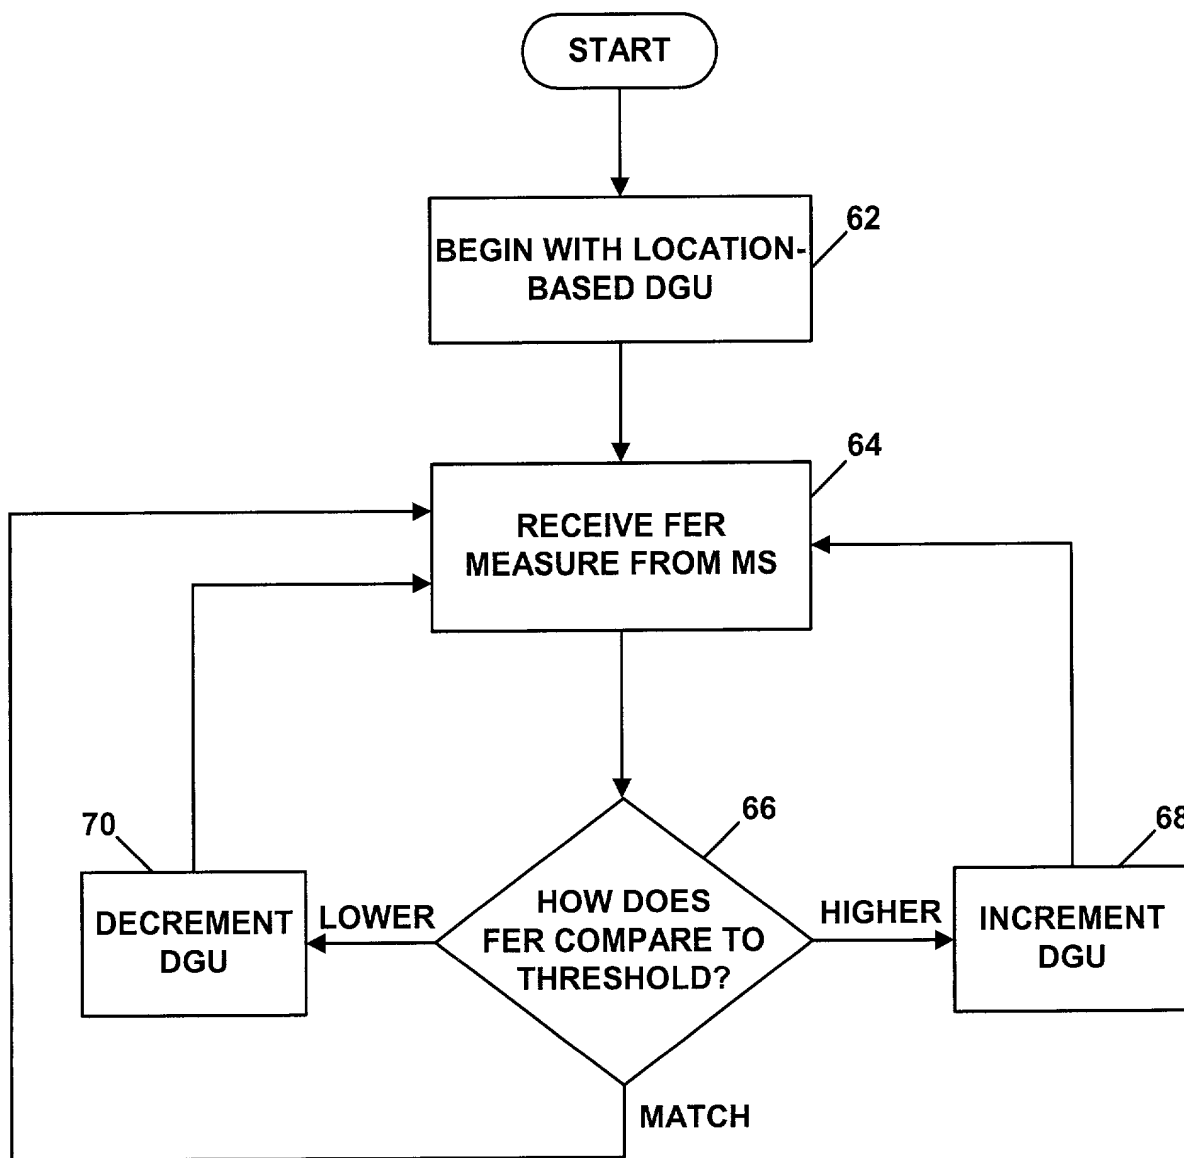 START
62
BEGIN WITH LOCATION-
BASED DGU
64
RECEIVE FER
MEASURE FROM MS
66
HOW DOES
FER COMPARE TO
THRESHOLD?
70
DECREMENT
DGU
LOWER
HIGHER
68
INCREMENT
DGU
MATCH